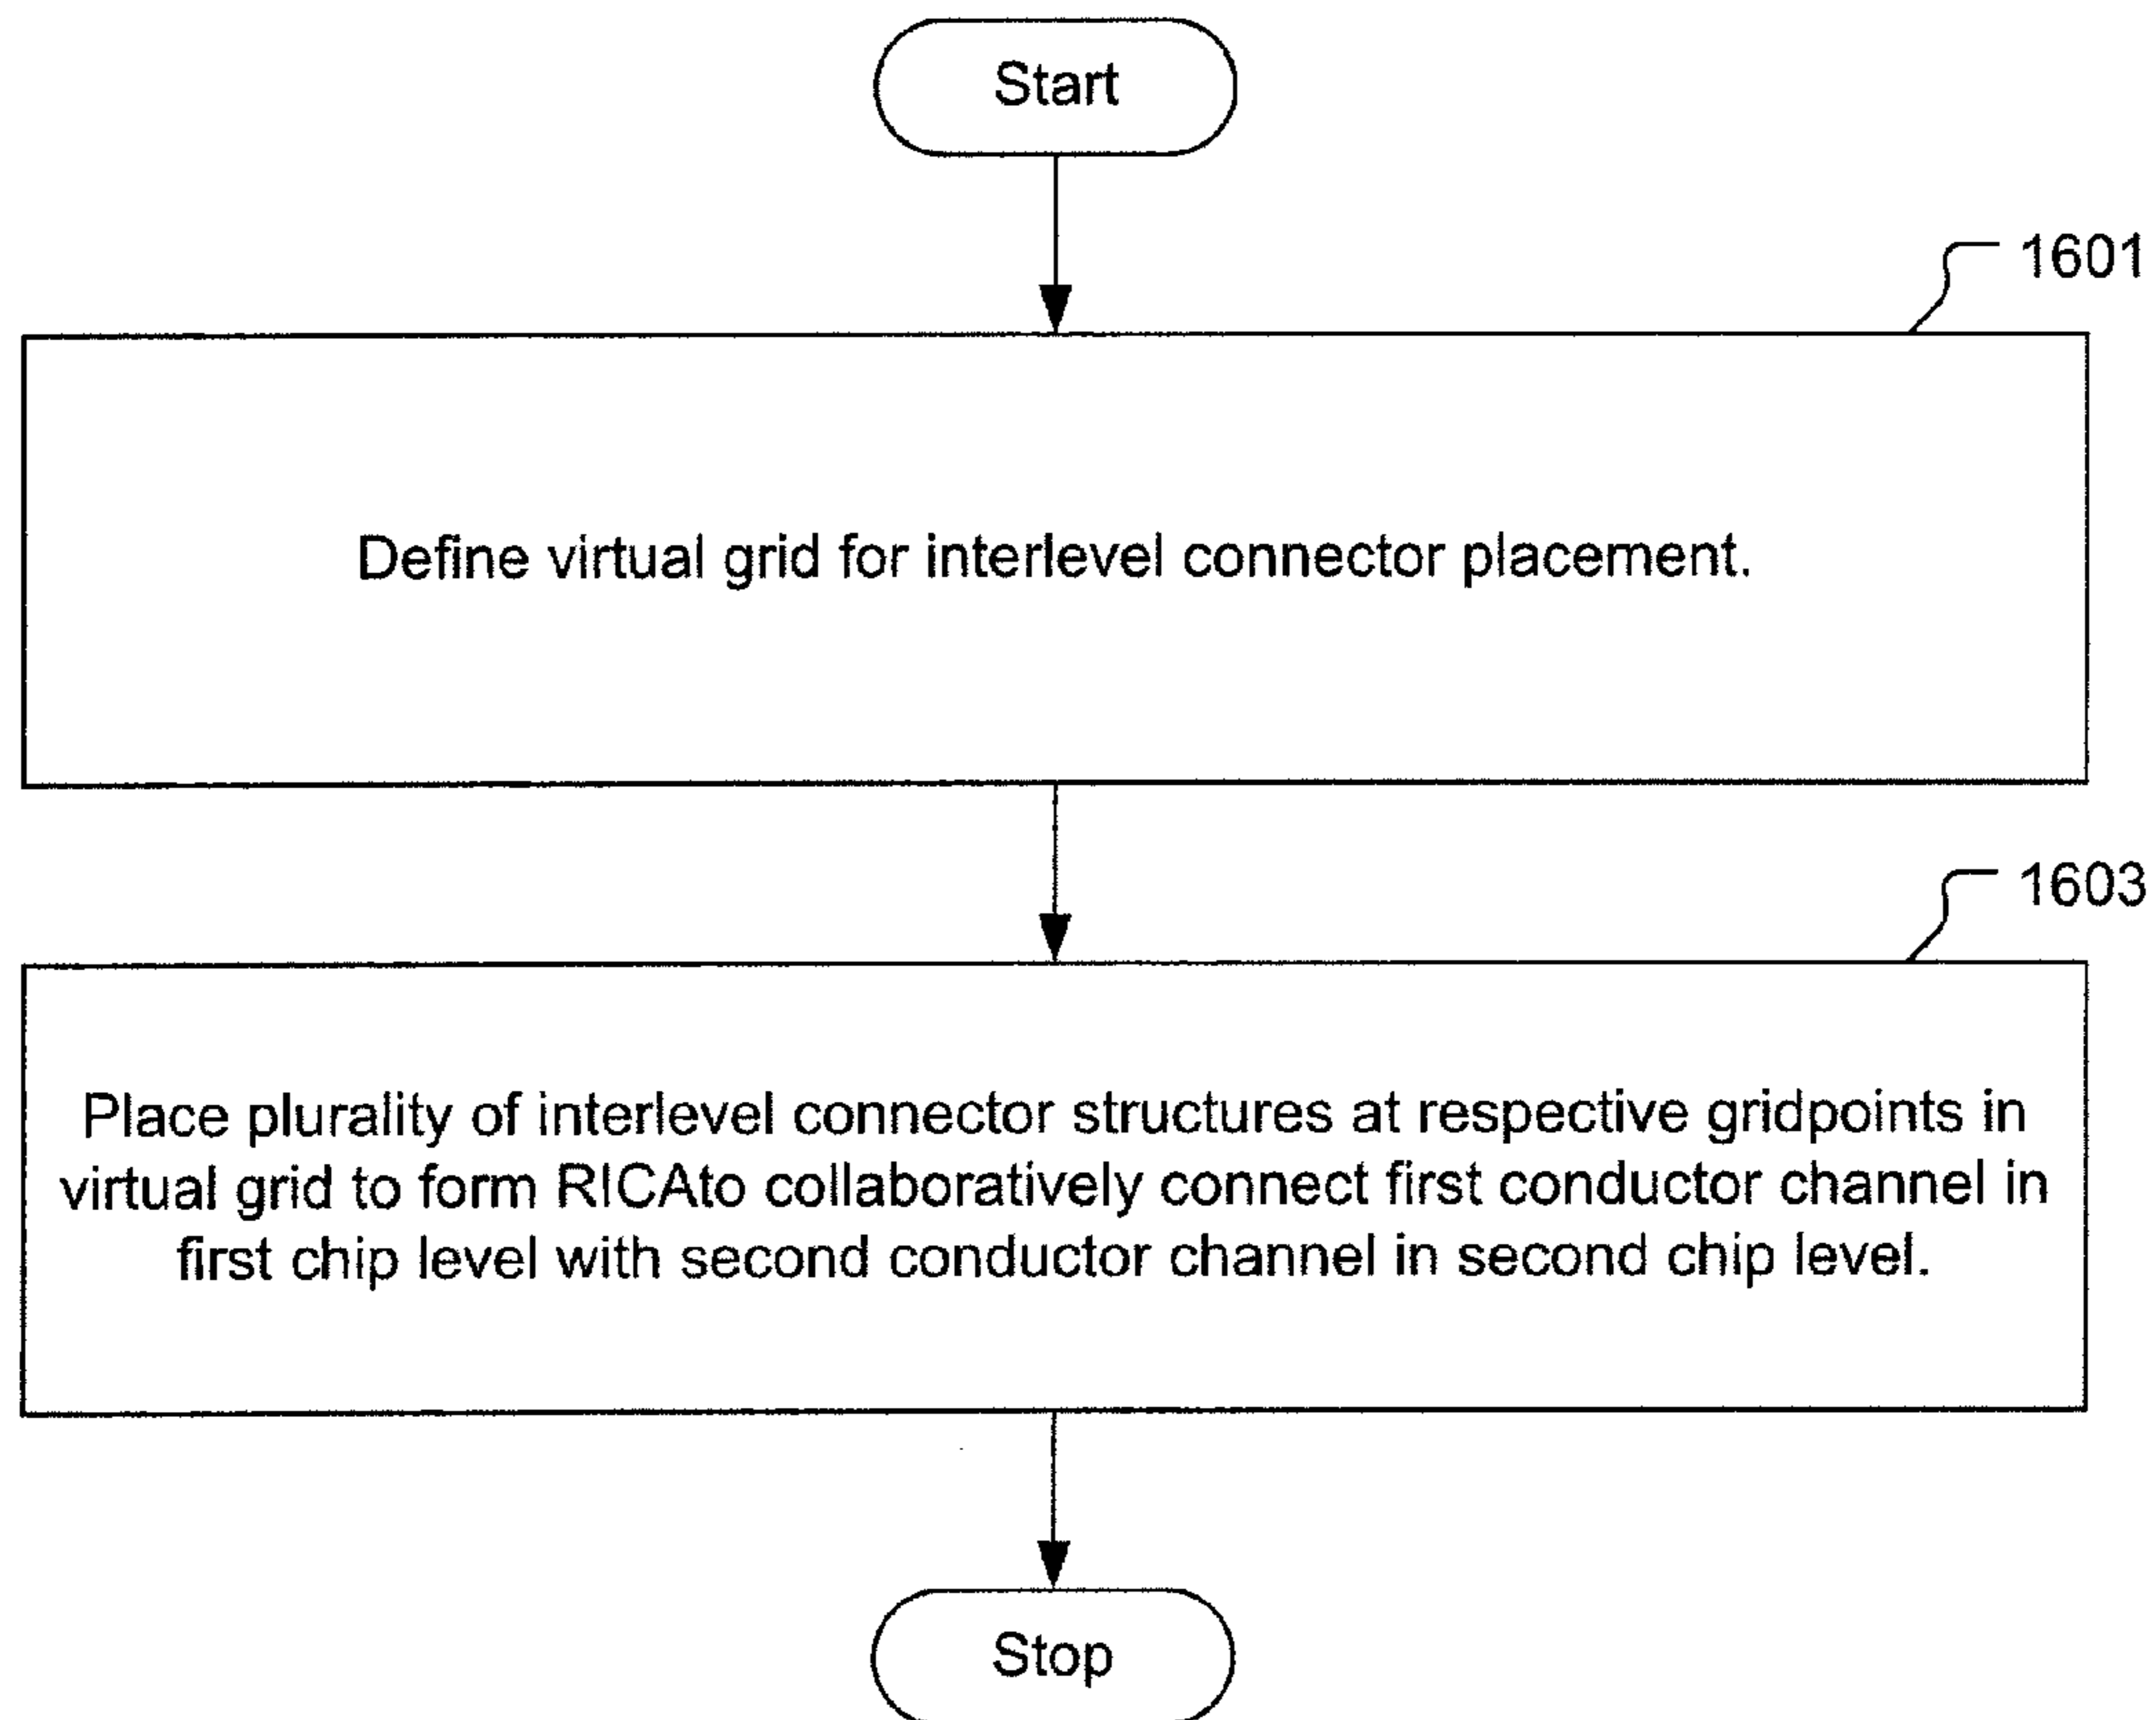 Start
1601
Define virtual grid for interlevel connector placement.
1603
Place plurality of interlevel connector structures at respective gridpoints in
virtual grid to form RICAto collaboratively connect first conductor channel in
first chip level with second conductor channel in second chip level.
Stop